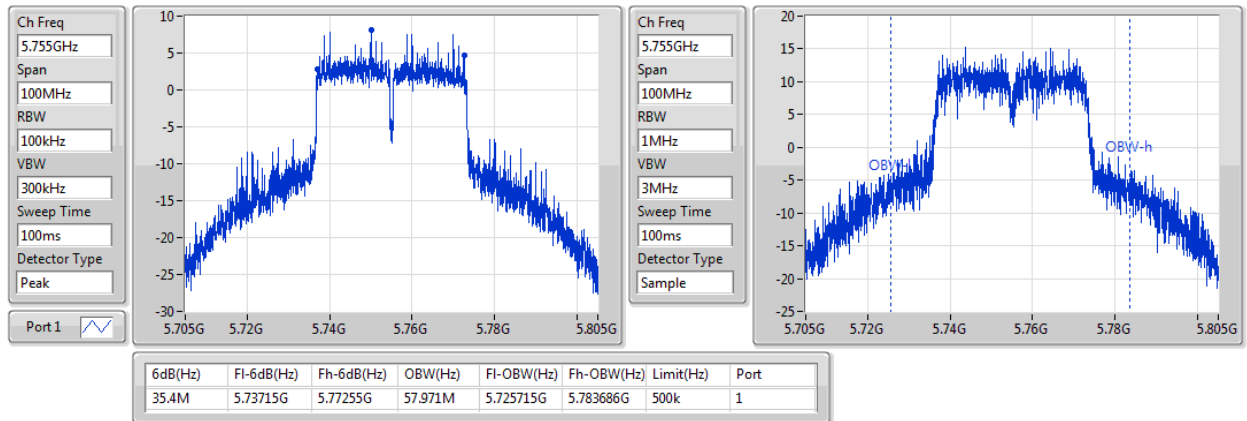 Ch Freq
5.755GHz
Span
100MHz
RBW
100kHz
VBW
300kHz
Sweep Time
100ms
Detector Type
Peak
Port 1
10
5
0
-5
-10
-15
-20
-25
-30
5.705G 5.72G 5.74G 5.76G 5.78G 5.805G
Ch Freq
5.755GHz
Span
100MHz
RBW
1MHz
VBW
3MHz
Sweep Time
100ms
Detector Type
Sample
20
15
10
5
0
-5
-10
-15
-20
-25
OBW-h
5.705G 5.72G 5.74G 5.76G 5.78G 5.805G
6dB(Hz) Fl-6dB(Hz) Fh-6dB(Hz) OBW(Hz) Fl-OBW(Hz) Fh-OBW(Hz) Limit(Hz) Port
35.4M 5.73715G 5.77255G 57.971M 5.725715G 5.783686G 500k 1